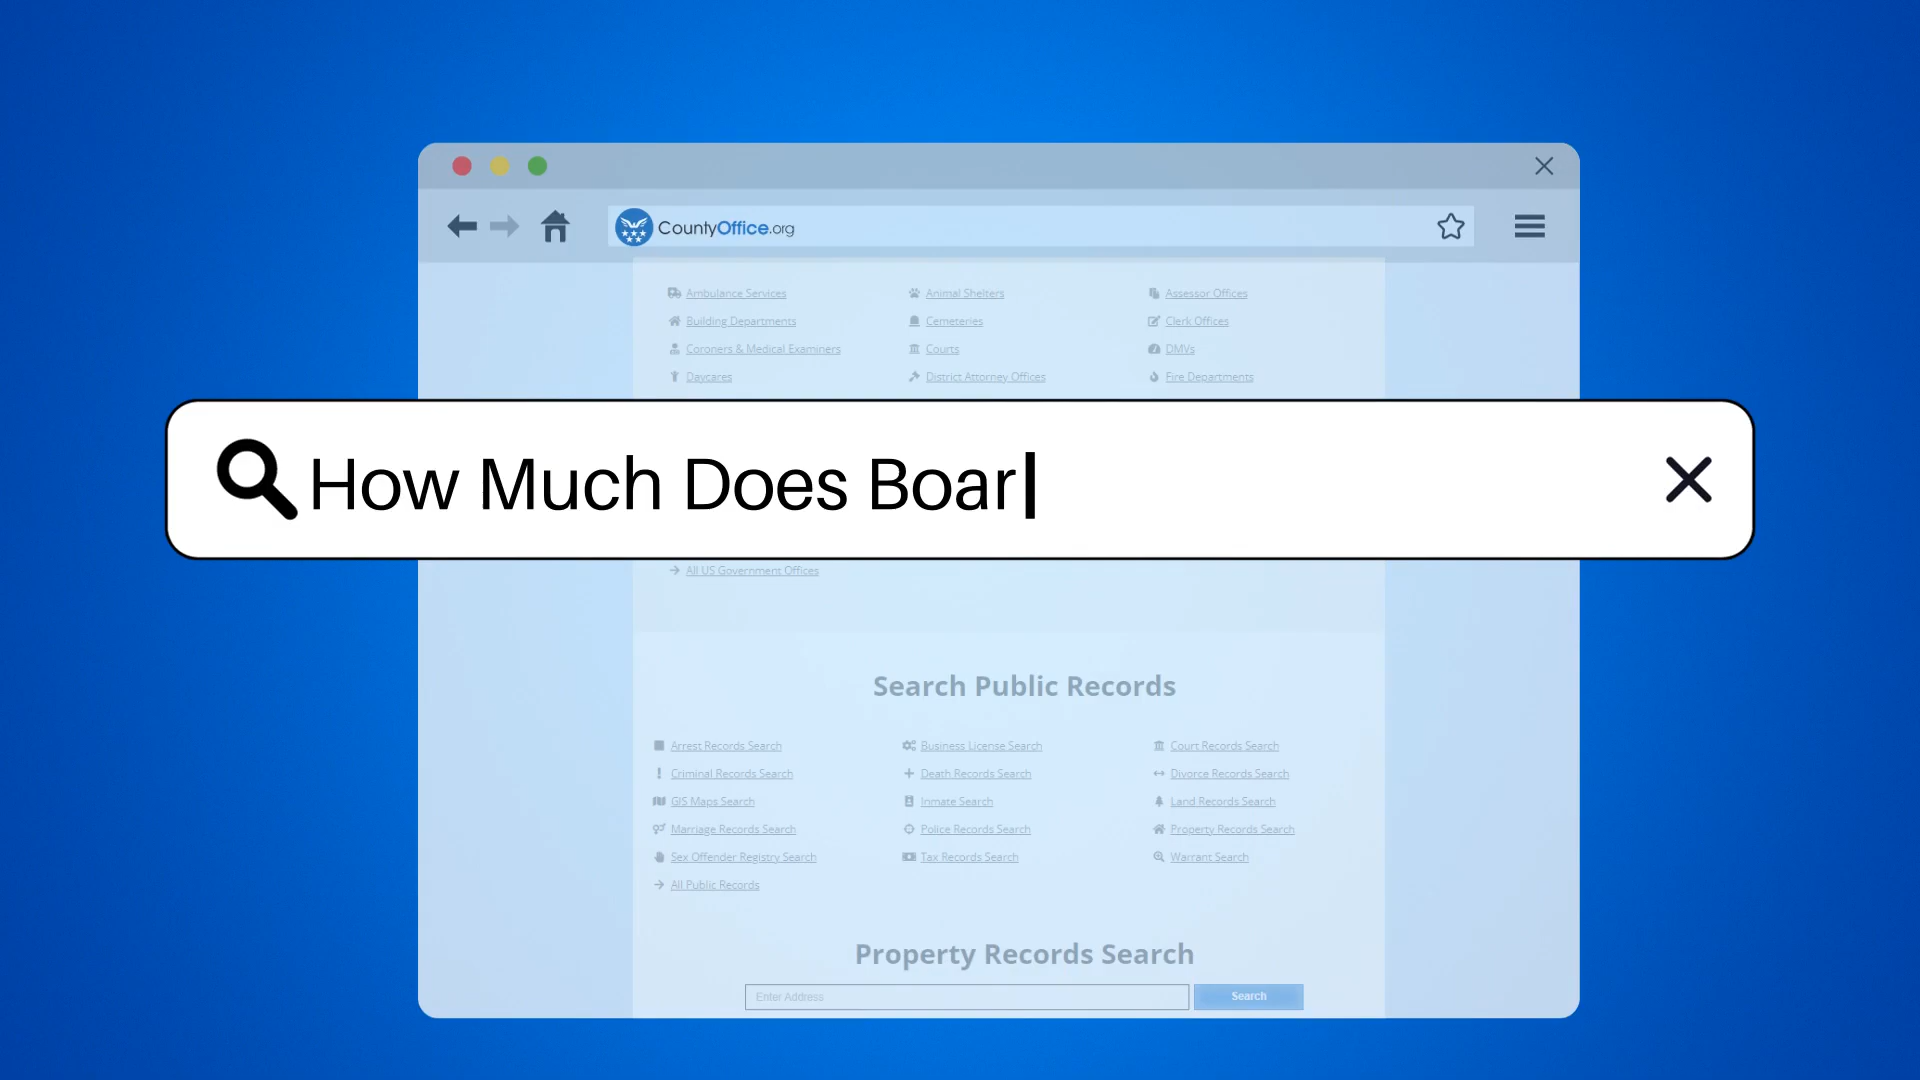 CountyOffice.org
Ambulance Services Animal Shelters Assessor Offices
Building Departments Cemeteries Clerk Offices
Coroners & Medical Examiners Courts DMVs
Daycares District Attorney Offices Fire Departments
How Much Does Boar
All US Government Offices
Search Public Records
Arrest Records Search Business License Search Court Records Search
Criminal Records Search Death Records Search Divorce Records Search
GIS Maps Search Inmate Search Land Records Search
Marriage Records Search Police Records Search Property Records Search
Sex Offender Registry Search Tax Records Search Warrant Search
All Public Records
Property Records Search
Enter Address Search